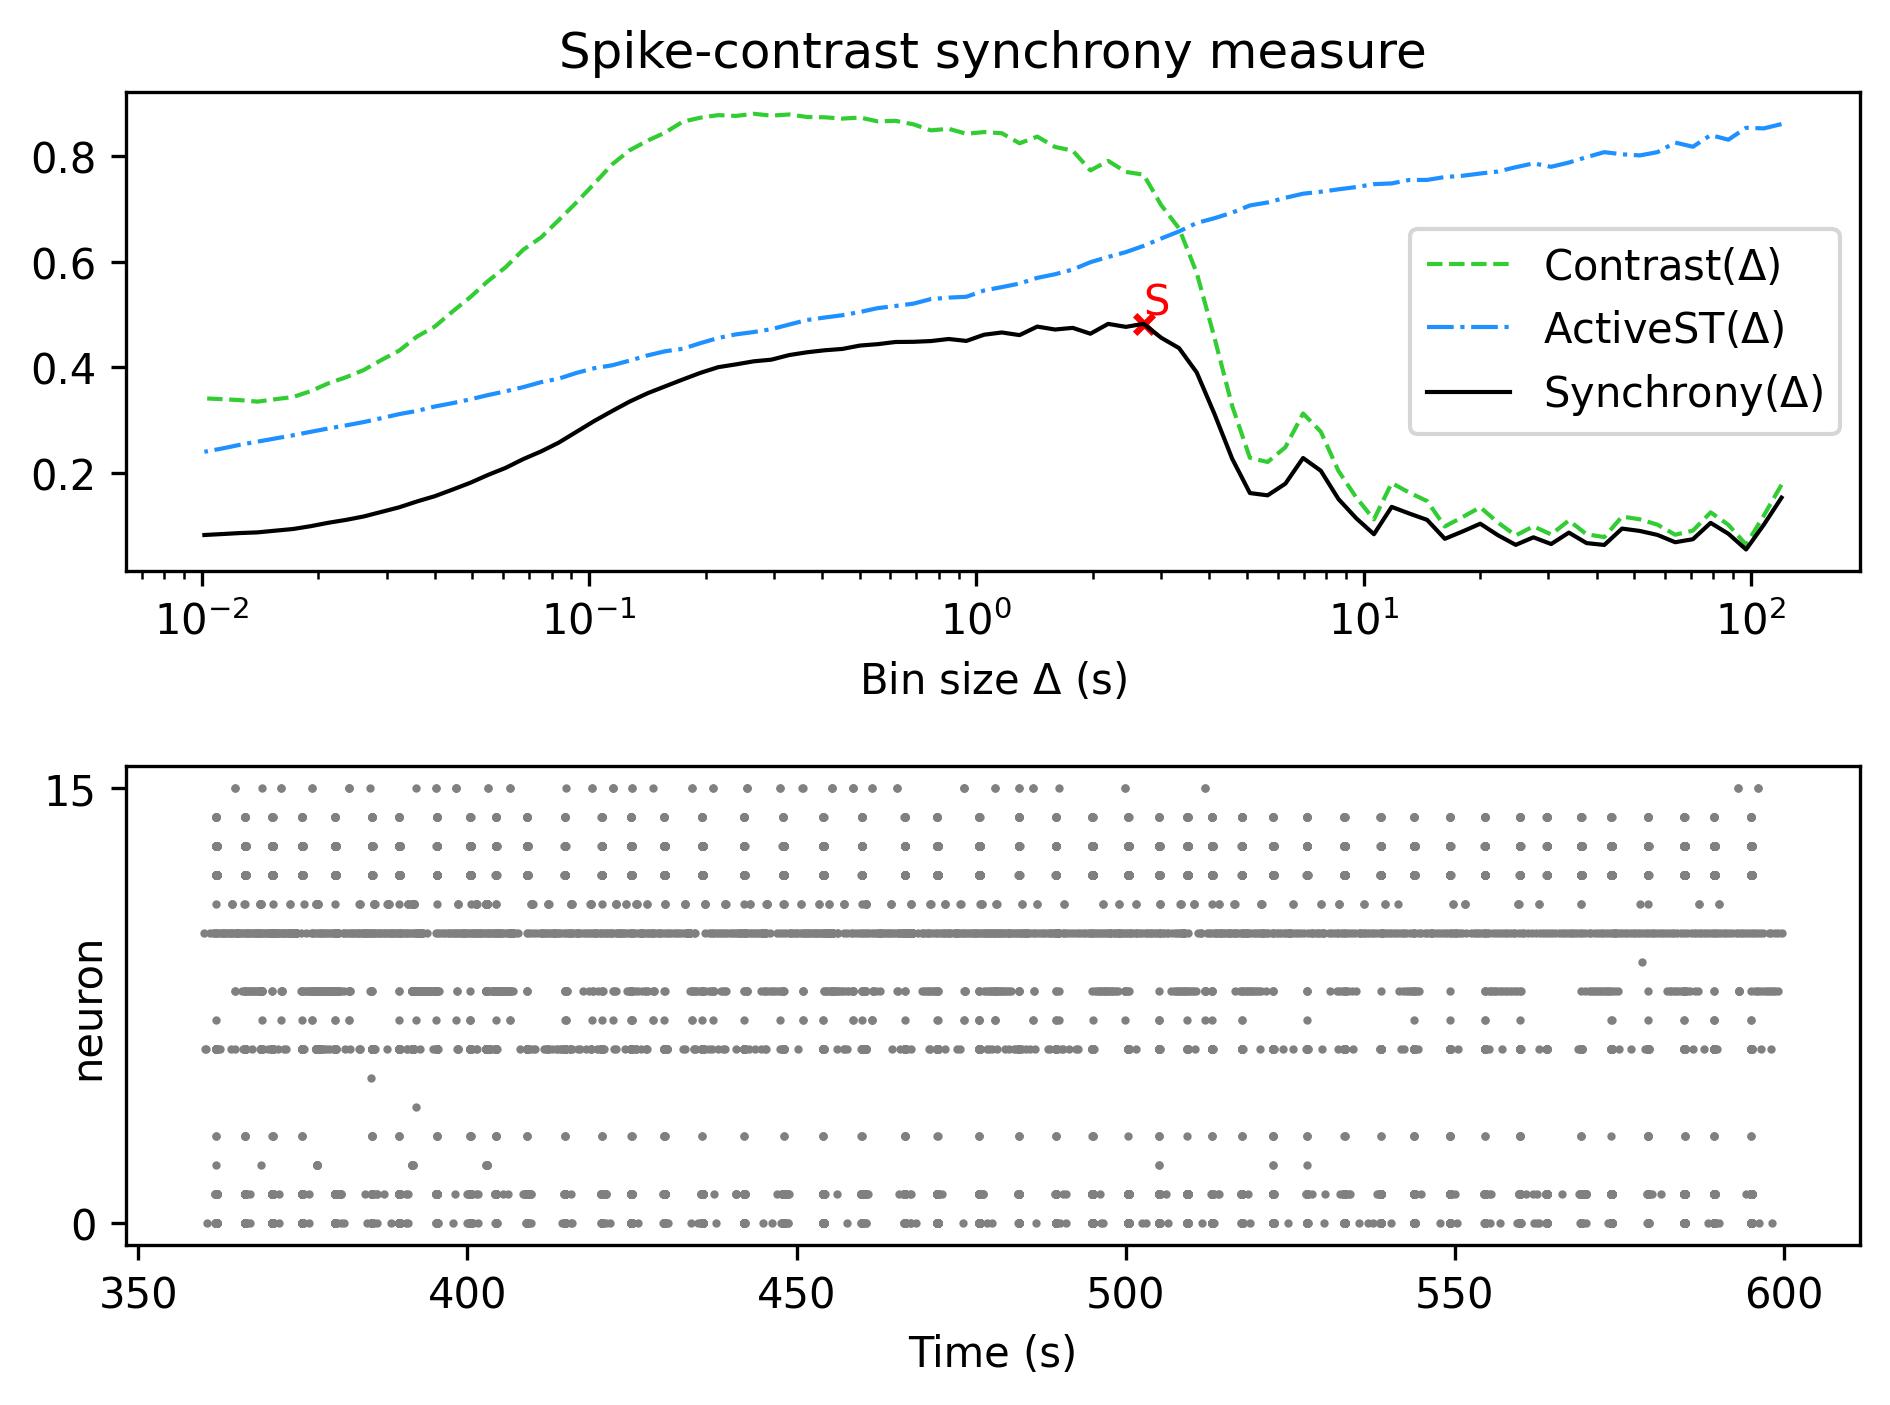 Spike-contrast synchrony measure
0.8
0.6
0.4
0.2
S
Contrast(Δ)
ActiveST(Δ)
Synchrony(Δ)
10⁻² 10⁻¹ 10⁰ 10¹ 10²
Bin size Δ (s)
15
neuron
0
350 400 450 500 550 600
Time (s)